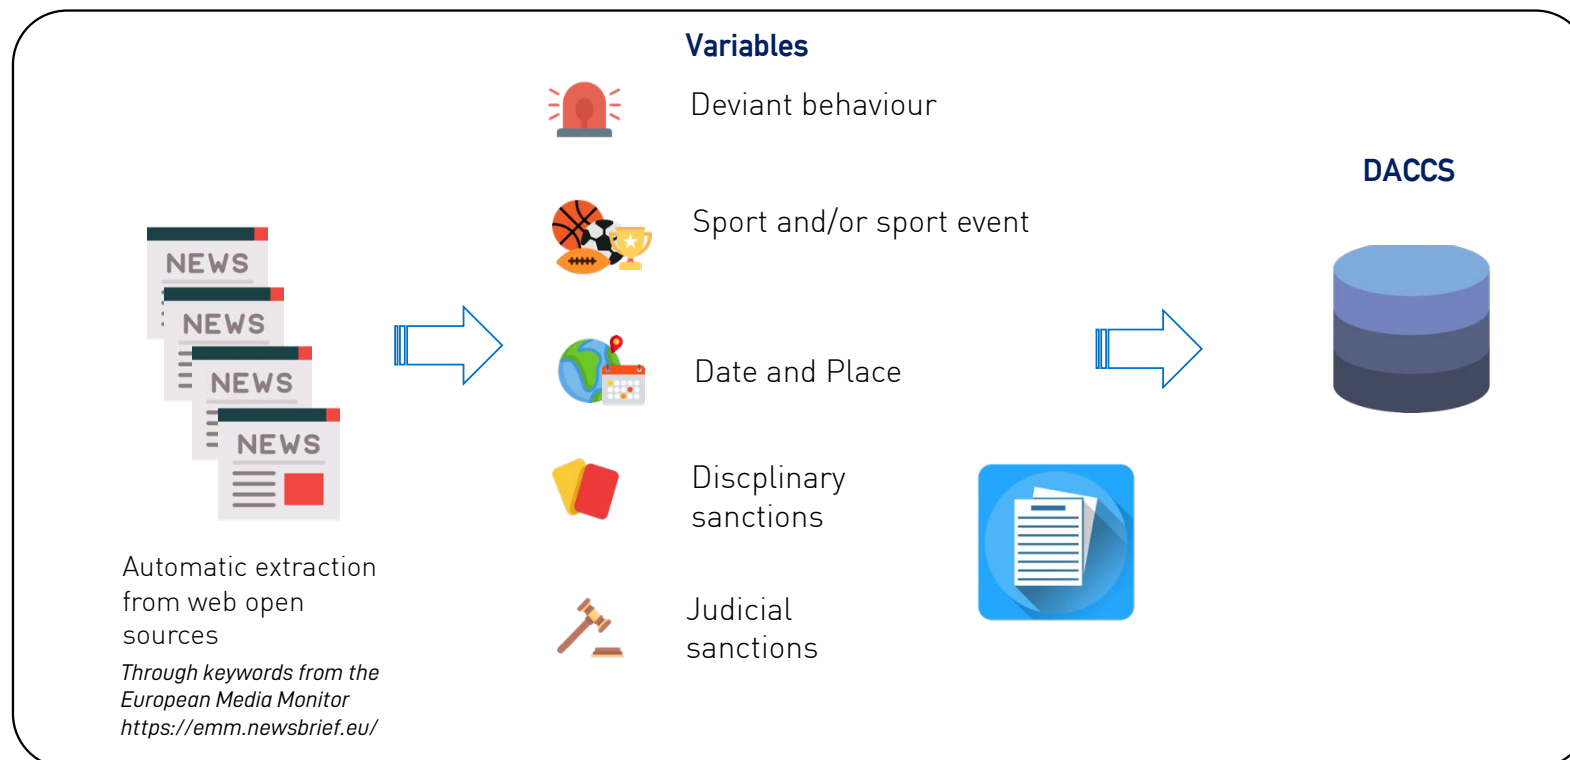 Variables
Deviant behaviour
Sport and/or sport event
Date and Place
Discplinary
sanctions
Judicial
sanctions
DACCS
NEWS
NEWS
NEWS
NEWS
Automatic extraction
from web open
sources
Through keywords from the
European Media Monitor
https://emm.newsbrief.eu/